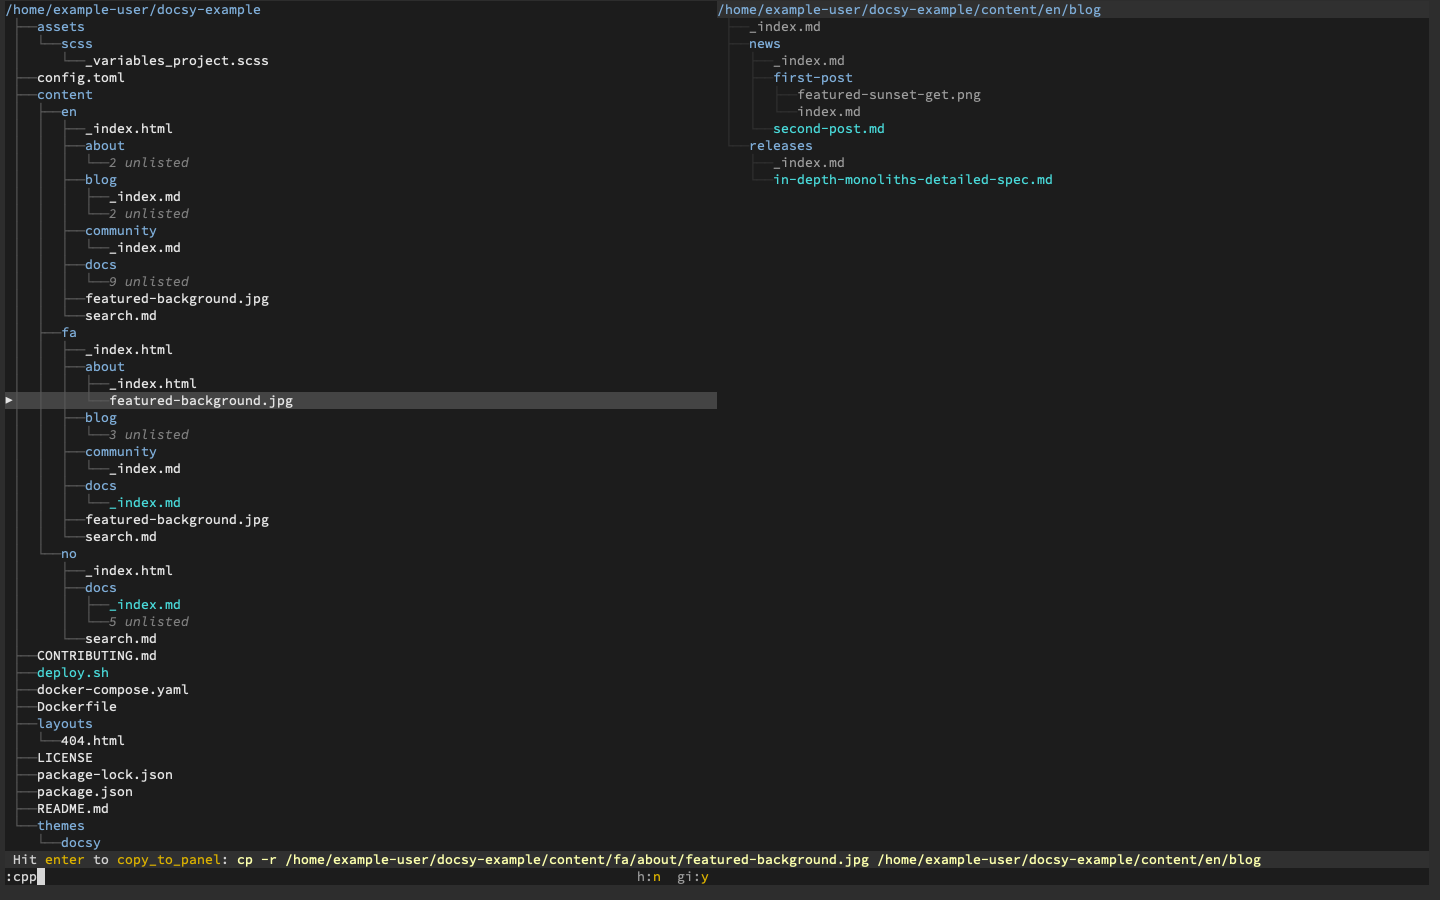 /home/example-user/docsy-example
assets
scss
_variables_project.scss
config.toml
content
en
_index.html
about
2 unlisted
blog
_index.md
2 unlisted
community
_index.md
docs
9 unlisted
featured-background.jpg
search.md
fa
_index.html
about
_index.html
▶ featured-background.jpg
blog
3 unlisted
community
_index.md
docs
_index.md
featured-background.jpg
search.md
no
_index.html
docs
_index.md
5 unlisted
search.md
CONTRIBUTING.md
deploy.sh
docker-compose.yaml
Dockerfile
layouts
404.html
LICENSE
package-lock.json
package.json
README.md
themes
docsy
/home/example-user/docsy-example/content/en/blog
_index.md
news
_index.md
first-post
featured-sunset-get.png
index.md
second-post.md
releases
_index.md
in-depth-monoliths-detailed-spec.md
Hit enter to copy_to_panel: cp -r /home/example-user/docsy-example/content/fa/about/featured-background.jpg /home/example-user/docsy-example/content/en/blog
:cpp
h:n gi:y